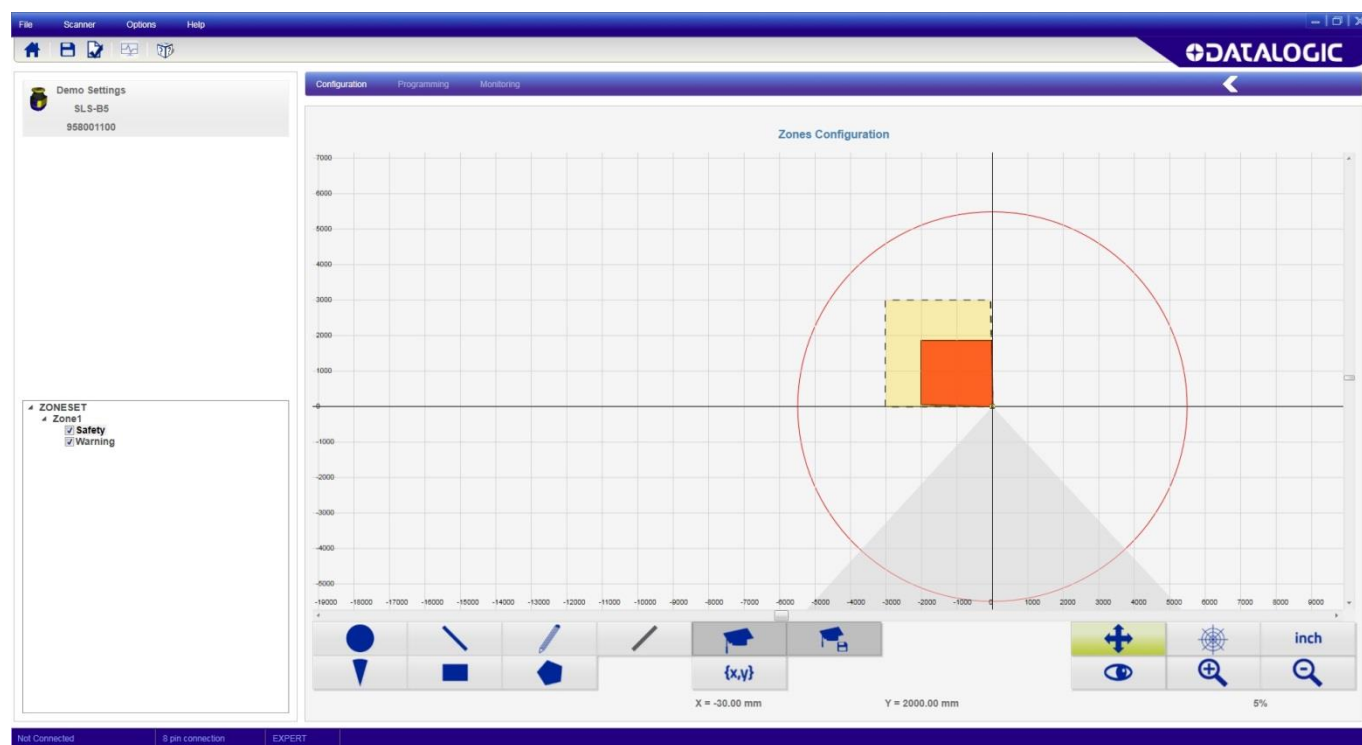 File Scanner Options Help
DATALOGIC
Demo Settings
SLS-B5
958001100
Configuration Programming Monitoring
Zones Configuration
7000
6000
5000
4000
3000
2000
1000
0
-1000
-2000
-3000
-4000
-5000
-19000 -18000 -17000 -16000 -15000 -14000 -13000 -12000 -11000 -10000 -9000 -8000 -7000 -6000 -5000 -4000 -3000 -2000 -1000 0 1000 2000 3000 4000 5000 6000 7000 8000 9000
ZONESET
Zone1
Safety
Warning
inch
{x,y}
X = -30.00 mm Y = 2000.00 mm 5%
Not Connected 8 pin connection EXPERT